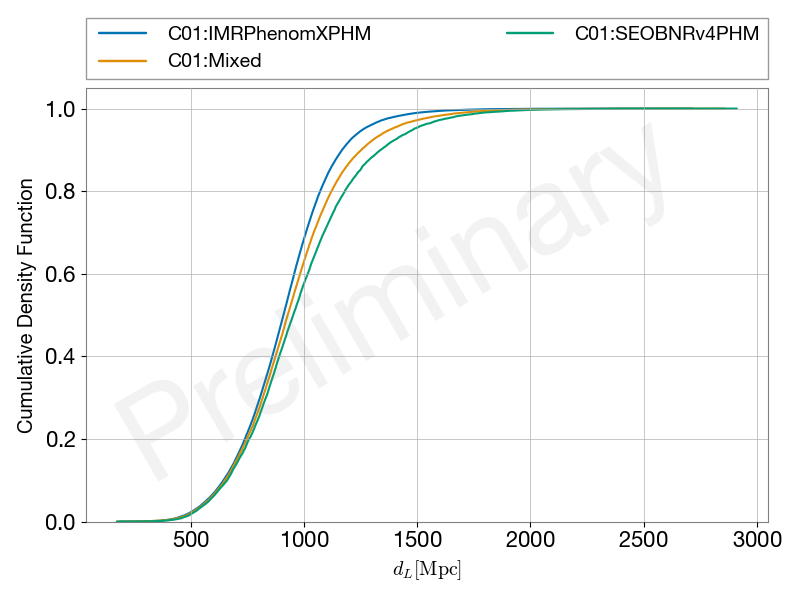 C01:IMRPhenomXPHM
C01:Mixed
C01:SEOBNRv4PHM
Cumulative Density Function
1.0
0.8
0.6
0.4
0.2
0.0
Preliminary
500
1000
1500
2000
2500
3000
d_L[Mpc]